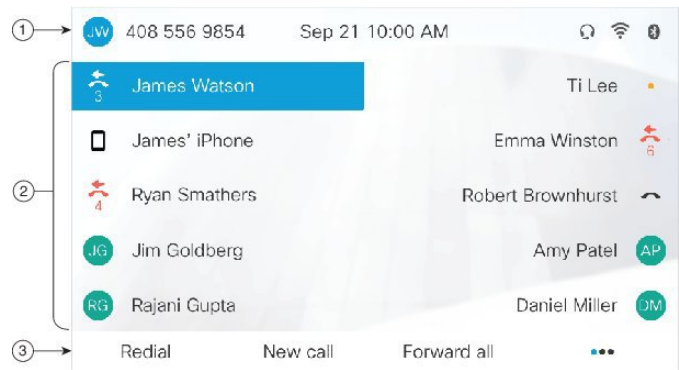 1 JW 408 556 9854 Sep 21 10:00 AM
3 James Watson Ti Lee
James' iPhone Emma Winston 6
2
4 Ryan Smathers Robert Brownhurst
JG Jim Goldberg Amy Patel AP
RG Rajani Gupta Daniel Miller DM
3 Redial New call Forward all